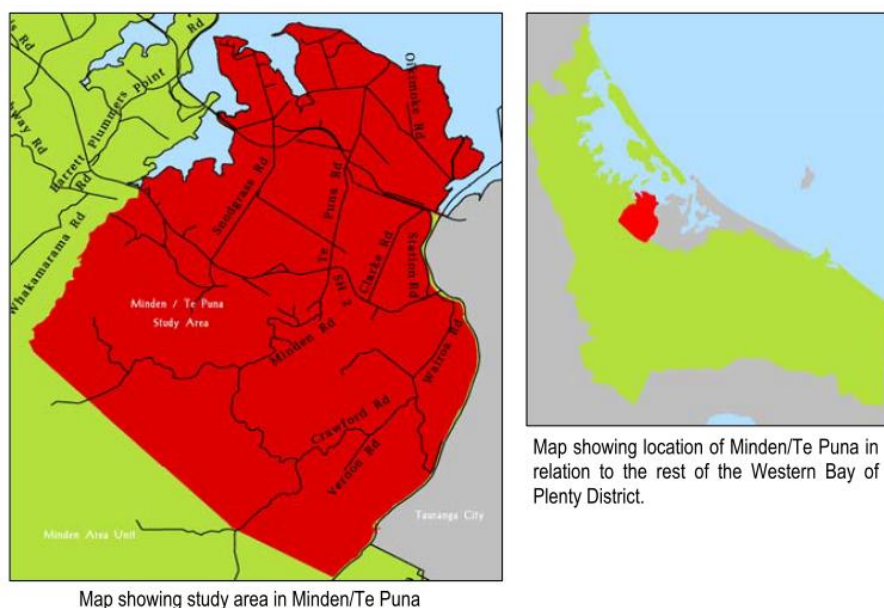 Barrett Plummers Point Rd
Whakamarama Rd
Snodgrass Rd
Te Puna Rd
Oikimoke Rd
Clarke Rd
Station Rd
SH 2
Minden / Te Puna
Study Area
Minden Rd
Wairoa Rd
Crawford Rd
Vernon Rd
Tauranga City
Minden Area Unit
Map showing study area in Minden/Te Puna
Map showing location of Minden/Te Puna in
relation to the rest of the Western Bay of
Plenty District.